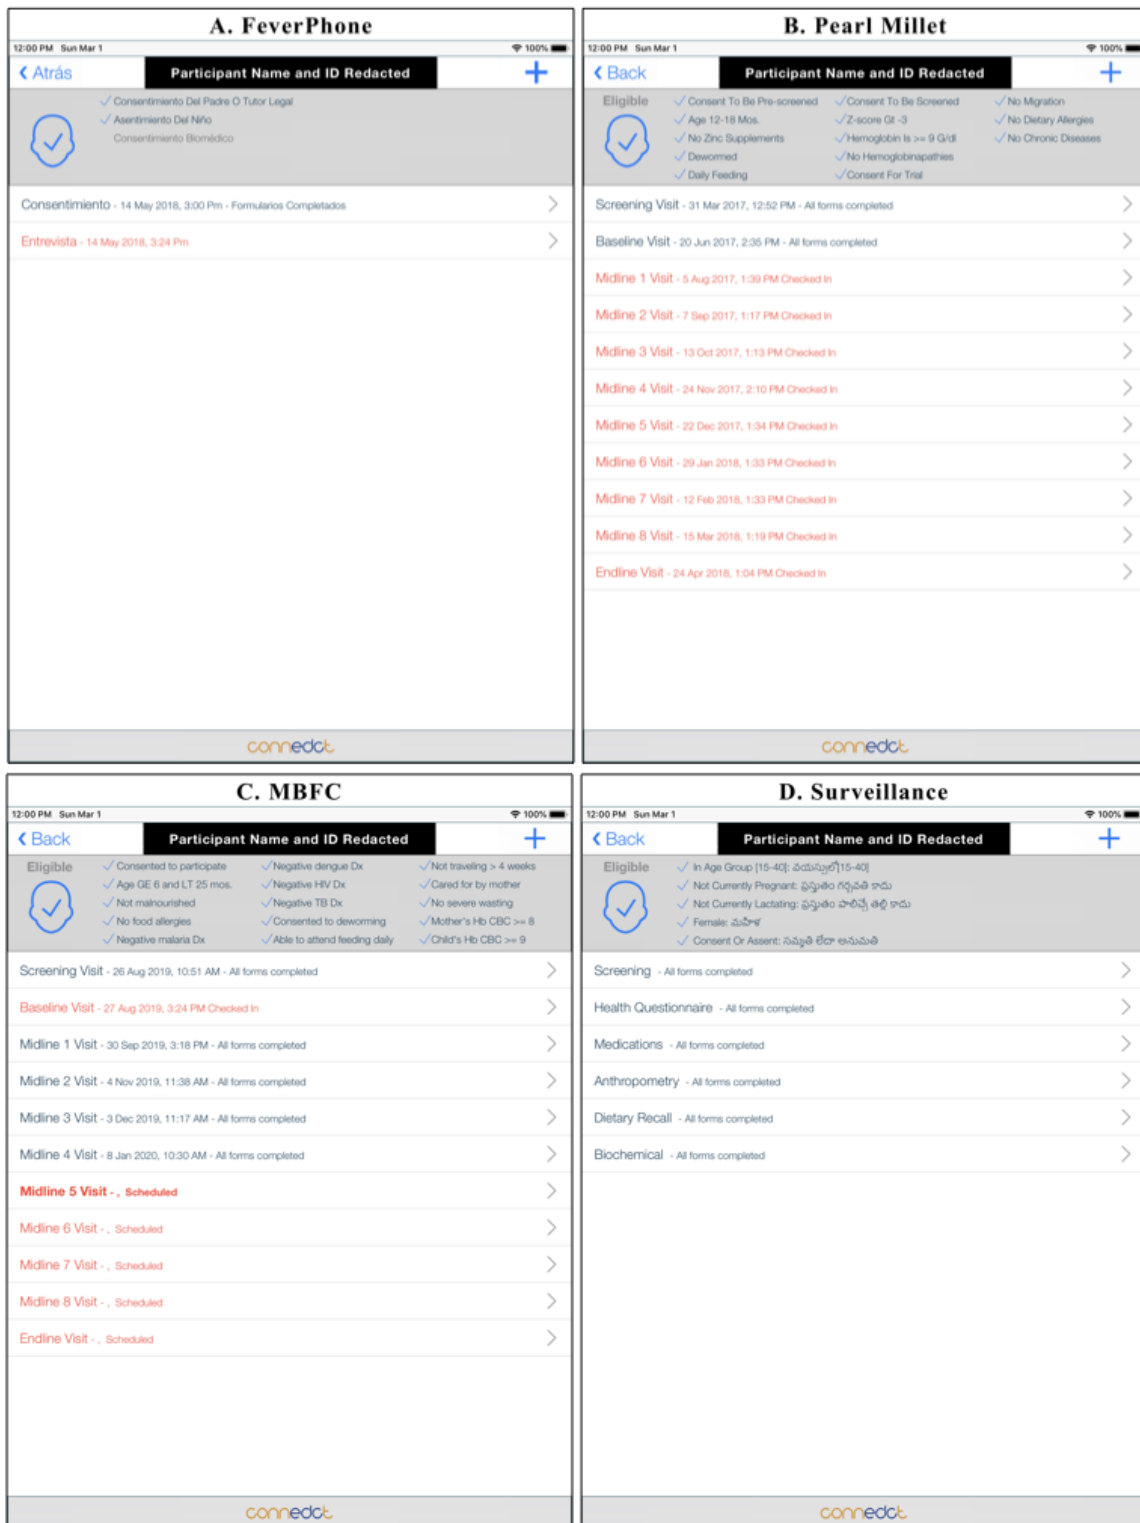 A. FeverPhone
12:00 PM Sun Mar 1 100%
Atrás Participant Name and ID Redacted +
Consentimiento Del Padre O Tutor Legal
Asentimiento Del Niño
Consentimiento Biomédico
Consentimiento - 14 May 2018, 3:00 Pm - Formularios Completados
Entrevista - 14 May 2018, 3:24 Pm
connedct
B. Pearl Millet
12:00 PM Sun Mar 1 100%
Back Participant Name and ID Redacted +
Eligible
Consent To Be Pre-screened
Age 12-18 Mos.
No Zinc Supplements
Dewormed
Daily Feeding
Consent To Be Screened
Z-score Gt -3
Hemoglobin Is >= 9 G/dl
No Hemoglobinapathies
Consent For Trial
No Migration
No Dietary Allergies
No Chronic Diseases
Screening Visit - 31 Mar 2017, 12:52 PM - All forms completed
Baseline Visit - 20 Jun 2017, 2:35 PM - All forms completed
Midline 1 Visit - 5 Aug 2017, 1:39 PM Checked In
Midline 2 Visit - 7 Sep 2017, 1:17 PM Checked In
Midline 3 Visit - 13 Oct 2017, 1:13 PM Checked In
Midline 4 Visit - 24 Nov 2017, 2:10 PM Checked In
Midline 5 Visit - 22 Dec 2017, 1:34 PM Checked In
Midline 6 Visit - 29 Jan 2018, 1:33 PM Checked In
Midline 7 Visit - 12 Feb 2018, 1:33 PM Checked In
Midline 8 Visit - 15 Mar 2018, 1:19 PM Checked In
Endline Visit - 24 Apr 2018, 1:04 PM Checked In
connedct
C. MBFC
12:00 PM Sun Mar 1 100%
Back Participant Name and ID Redacted +
Eligible
Consented to participate
Age GE 6 and LT 25 mos.
Not malnourished
No food allergies
Negative malaria Dx
Negative dengue Dx
Negative HIV Dx
Negative TB Dx
Consented to deworming
Able to attend feeding daily
Not traveling > 4 weeks
Cared for by mother
No severe wasting
Mother's Hb CBC >= 8
Child's Hb CBC >= 9
Screening Visit - 26 Aug 2019, 10:51 AM - All forms completed
Baseline Visit - 27 Aug 2019, 3:24 PM Checked In
Midline 1 Visit - 30 Sep 2019, 3:18 PM - All forms completed
Midline 2 Visit - 4 Nov 2019, 11:38 AM - All forms completed
Midline 3 Visit - 3 Dec 2019, 11:17 AM - All forms completed
Midline 4 Visit - 8 Jan 2020, 10:30 AM - All forms completed
Midline 5 Visit - , Scheduled
Midline 6 Visit - , Scheduled
Midline 7 Visit - , Scheduled
Midline 8 Visit - , Scheduled
Endline Visit - , Scheduled
connedct
D. Surveillance
12:00 PM Sun Mar 1 100%
Back Participant Name and ID Redacted +
Eligible
In Age Group [15-40]: వయస్సులో[15-40]
Not Currently Pregnant: ప్రస్తుతం గర్భవతి కాదు
Not Currently Lactating: ప్రస్తుతం పాలిచ్చే తల్లి కాదు
Female: మహిళ
Consent Or Assent: సమ్మతి లేదా అనుమతి
Screening - All forms completed
Health Questionnaire - All forms completed
Medications - All forms completed
Anthropometry - All forms completed
Dietary Recall - All forms completed
Biochemical - All forms completed
connedct